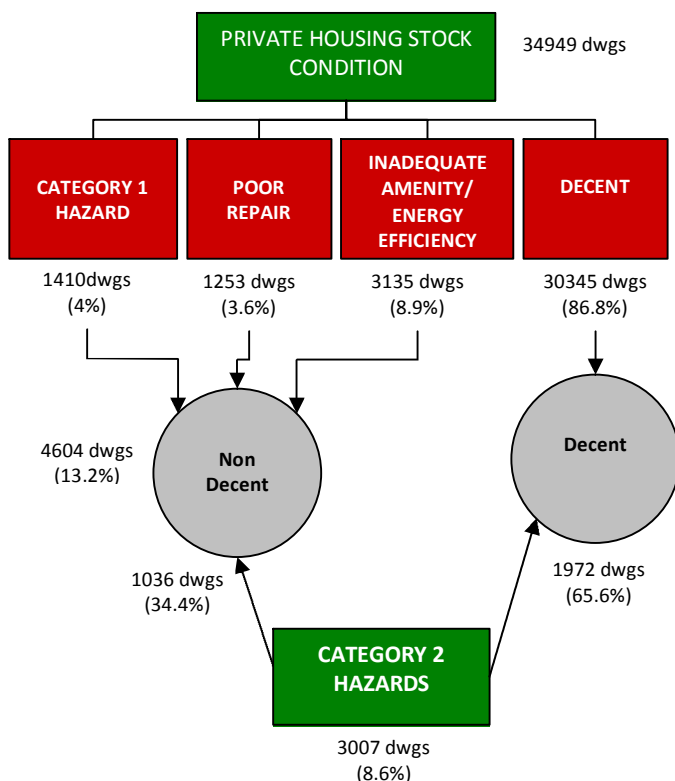 PRIVATE HOUSING STOCK
CONDITION
34949 dwgs
CATEGORY 1
HAZARD
POOR
REPAIR
INADEQUATE
AMENITY/
ENERGY
EFFICIENCY
DECENT
1410dwgs
(4%)
1253 dwgs
(3.6%)
3135 dwgs
(8.9%)
30345 dwgs
(86.8%)
4604 dwgs
(13.2%)
Non
Decent
Decent
1036 dwgs
(34.4%)
1972 dwgs
(65.6%)
CATEGORY 2
HAZARDS
3007 dwgs
(8.6%)